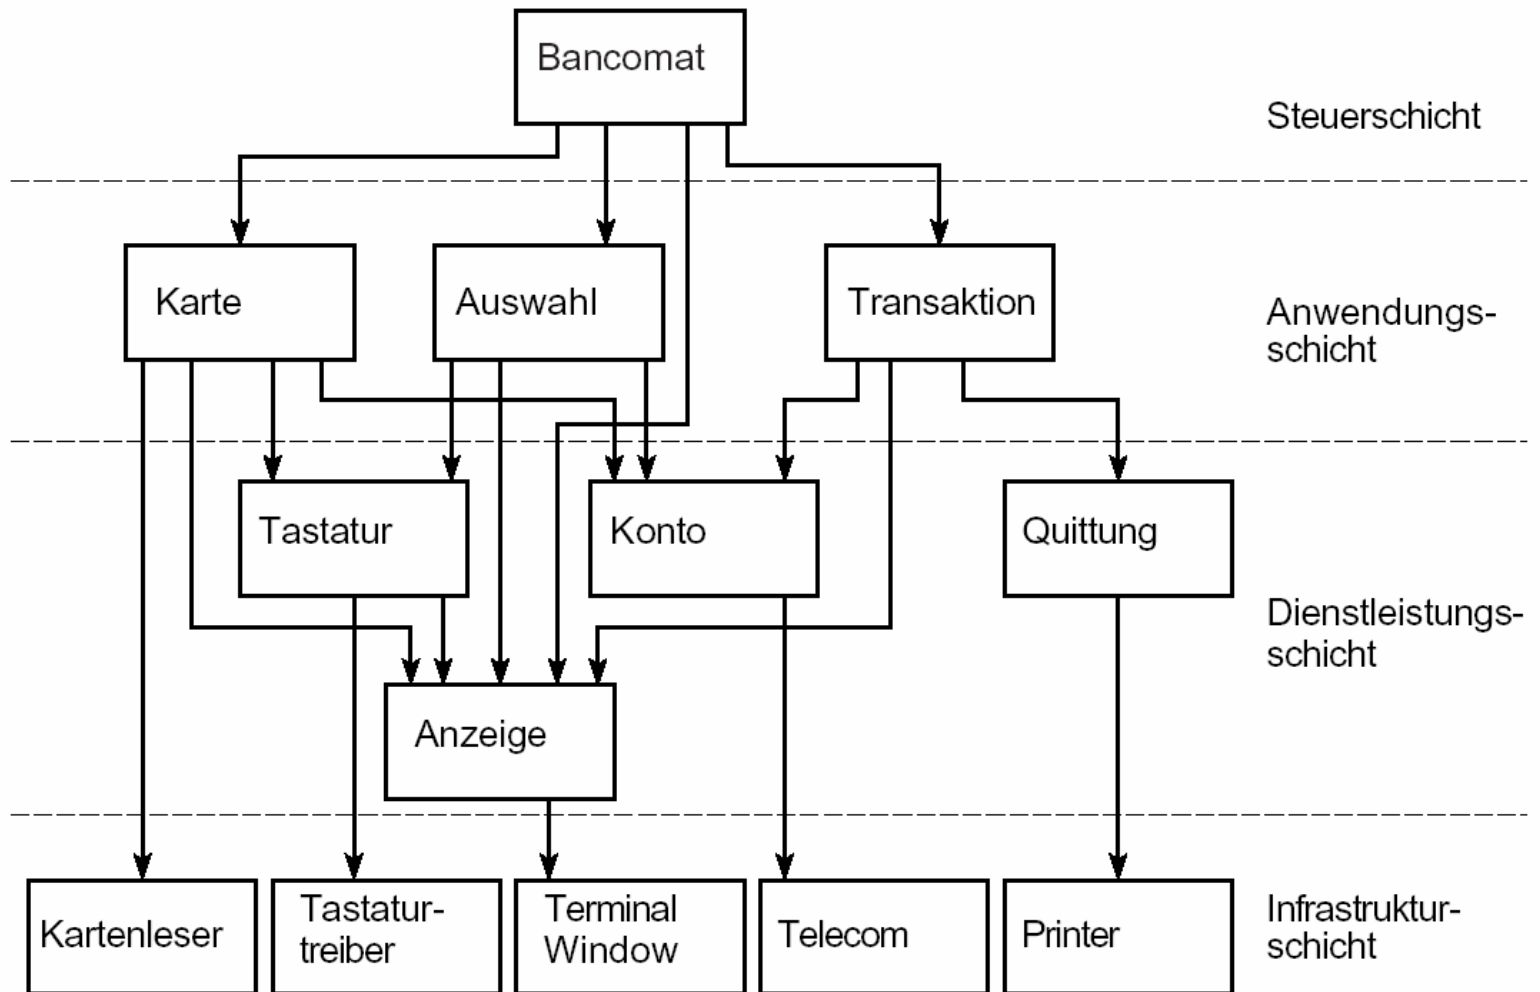 Bancomat
Steuerschicht
Karte
Auswahl
Transaktion
Anwendungs-
schicht
Tastatur
Konto
Quittung
Dienstleistungs-
schicht
Anzeige
Kartenleser
Tastatur-
treiber
Terminal
Window
Telecom
Printer
Infrastruktur-
schicht